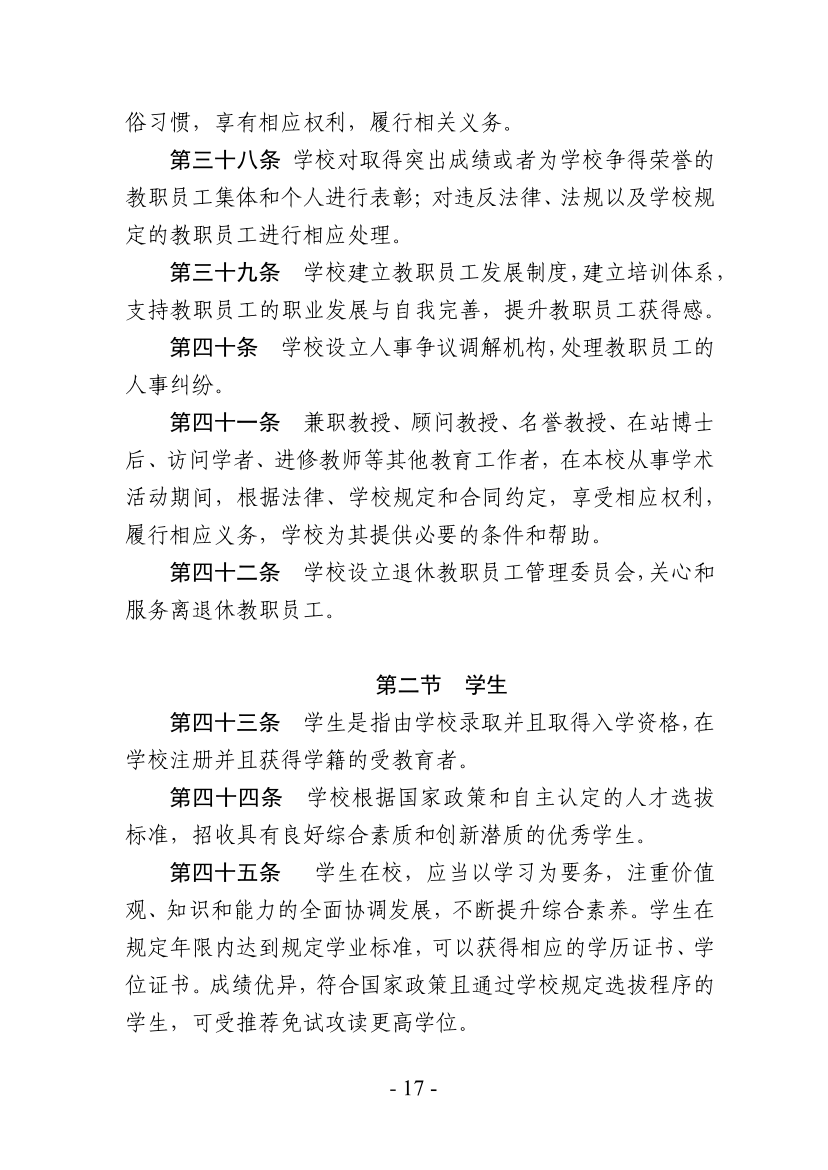 俗习惯，享有相应权利，履行相关义务。
第三十八条 学校对取得突出成绩或者为学校争得荣誉的
教职员工集体和个人进行表彰；对违反法律、法规以及学校规
定的教职员工进行相应处理。
第三十九条　学校建立教职员工发展制度，建立培训体系，
支持教职员工的职业发展与自我完善，提升教职员工获得感。
第四十条　学校设立人事争议调解机构，处理教职员工的
人事纠纷。
第四十一条　兼职教授、顾问教授、名誉教授、在站博士
后、访问学者、进修教师等其他教育工作者，在本校从事学术
活动期间，根据法律、学校规定和合同约定，享受相应权利，
履行相应义务，学校为其提供必要的条件和帮助。
第四十二条　学校设立退休教职员工管理委员会，关心和
服务离退休教职员工。
第二节　学生
第四十三条　学生是指由学校录取并且取得入学资格，在
学校注册并且获得学籍的受教育者。
第四十四条　学校根据国家政策和自主认定的人才选拔
标准，招收具有良好综合素质和创新潜质的优秀学生。
第四十五条　学生在校，应当以学习为要务，注重价值
观、知识和能力的全面协调发展，不断提升综合素养。学生在
规定年限内达到规定学业标准，可以获得相应的学历证书、学
位证书。成绩优异，符合国家政策且通过学校规定选拔程序的
学生，可受推荐免试攻读更高学位。
- 17 -